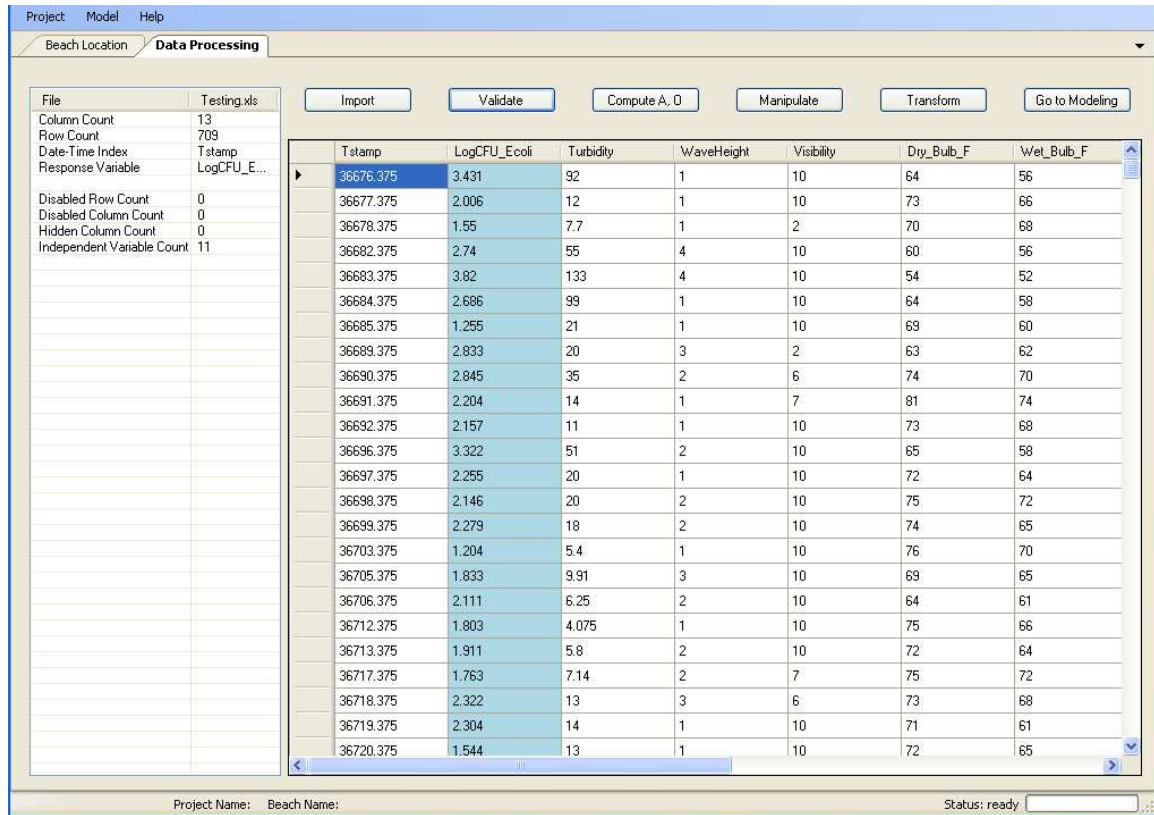 Project Model Help
Beach Location Data Processing
File Testing.xls
Column Count 13
Row Count 709
Date-Time Index Tstamp
Response Variable LogCFU_E...
Disabled Row Count 0
Disabled Column Count 0
Hidden Column Count 0
Independent Variable Count 11
Import Validate Compute A, O Manipulate Transform Go to Modeling
Tstamp LogCFU_Ecoli Turbidity WaveHeight Visibility Dry_Bulb_F Wet_Bulb_F
36676.375 3.431 92 1 10 64 56
36677.375 2.006 12 1 10 73 66
36678.375 1.55 7.7 1 2 70 68
36682.375 2.74 55 4 10 60 56
36683.375 3.82 133 4 10 54 52
36684.375 2.686 99 1 10 64 58
36685.375 1.255 21 1 10 69 60
36689.375 2.833 20 3 2 63 62
36690.375 2.845 35 2 6 74 70
36691.375 2.204 14 1 7 81 74
36692.375 2.157 11 1 10 73 68
36696.375 3.322 51 2 10 65 58
36697.375 2.255 20 1 10 72 64
36698.375 2.146 20 2 10 75 72
36699.375 2.279 18 2 10 74 65
36703.375 1.204 5.4 1 10 76 70
36705.375 1.833 9.91 3 10 69 65
36706.375 2.111 6.25 2 10 64 61
36712.375 1.803 4.075 1 10 75 66
36713.375 1.911 5.8 2 10 72 64
36717.375 1.763 7.14 2 7 75 72
36718.375 2.322 13 3 6 73 68
36719.375 2.304 14 1 10 71 61
36720.375 1.544 13 1 10 72 65
Project Name: Beach Name: Status: ready